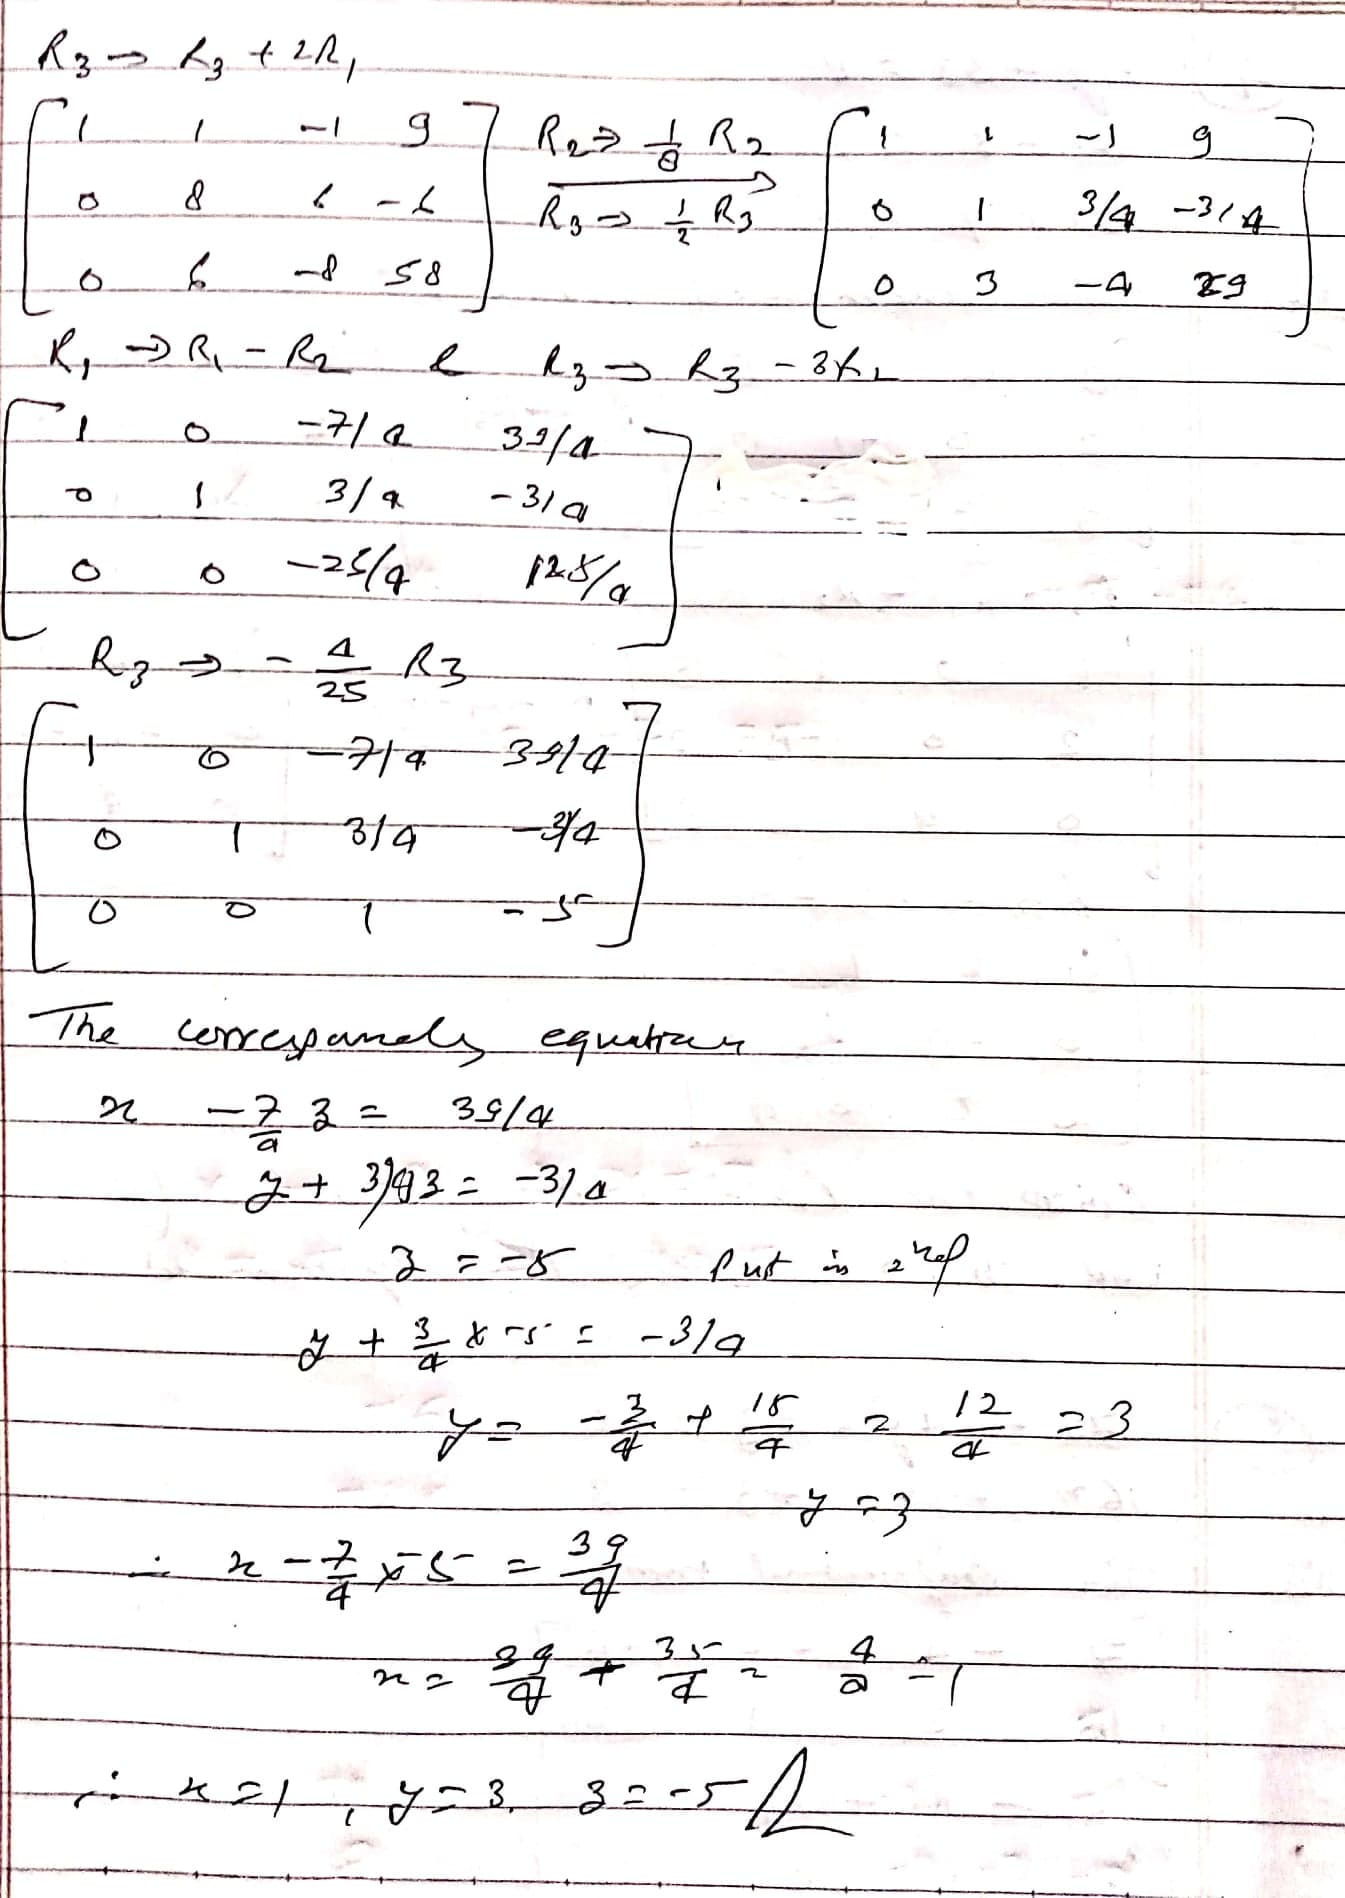 R3 → R3 + 2R1
[ 1 1 -1 9 ] R2 → 1/8 R2 [ 1 1 -1 9 ]
[ 0 8 6 -6 ] R3 → 1/2 R3 [ 0 1 3/4 -3/4 ]
[ 0 6 -8 58 ] [ 0 3 -4 29 ]
R1 → R1 - R2 & R3 → R3 - 3R2
[ 1 0 -7/4 39/4 ]
[ 0 1 3/4 -3/4 ]
[ 0 0 -25/4 125/4 ]
R3 → - 4/25 R3
[ 1 0 -7/4 39/4 ]
[ 0 1 3/4 -3/4 ]
[ 0 0 1 -5 ]
The equation
x - 7/4 z = 39/4
y + 3/4 z = -3/4
z = -5 Put in
y + 3/4 × -5 = -3/4
y = -3/4 + 15/4 = 12/4 = 3
y = 3
∴ x - 7/4 × -5 = 39/4
x = 39/4 + 35/4 = 4/4 = 1
∴ x = 1, y = 3, z = -5